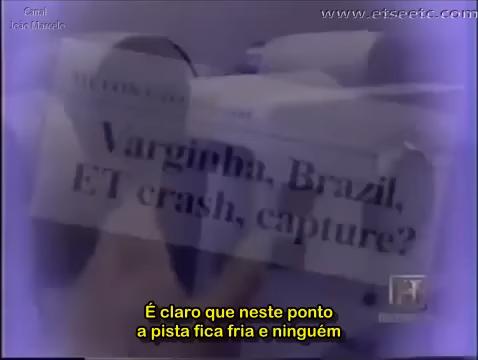 Canal
João Marcelo
www.etseetc.com
Varginha, Brazil,
ET crash, capture?
H
É claro que neste ponto
a pista fica fria e ninguém